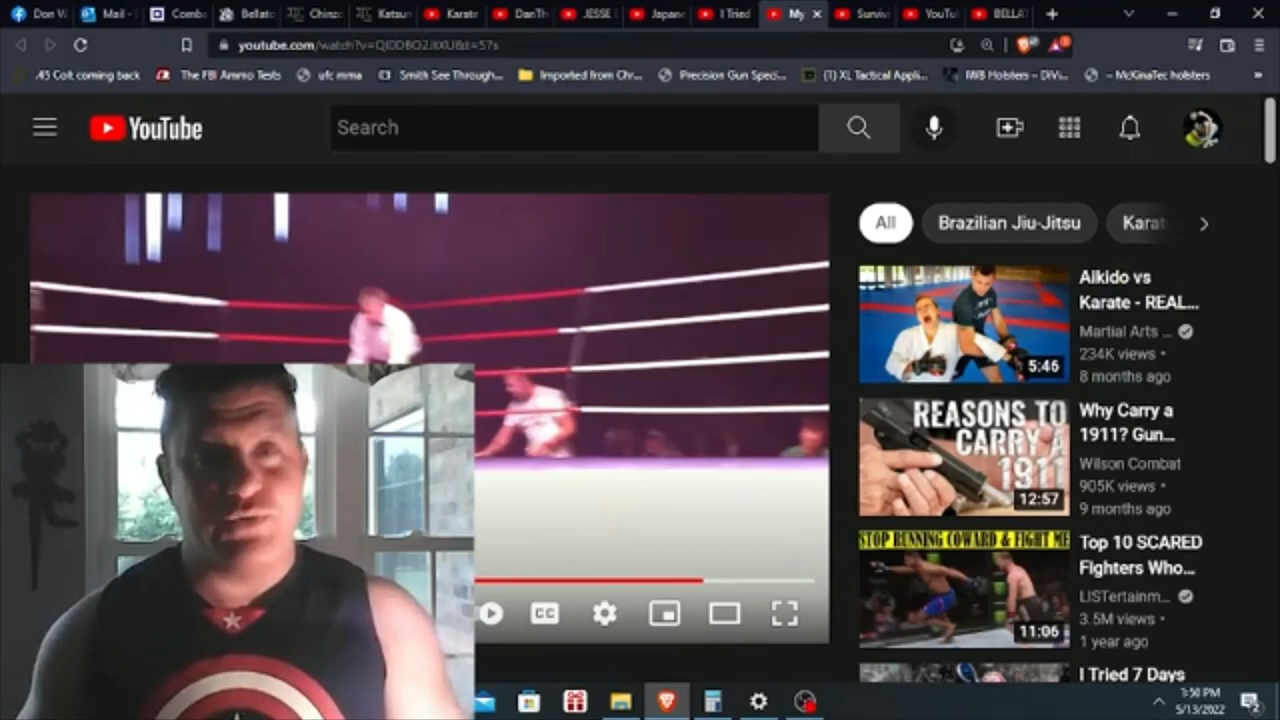 Don W
Mail -
Comba
Bellato
Chinzo
Katsun
Karate
DanTh
JESSE
Japane
I Tried
My
Survivi
YouTu
BELLAT
youtube.com/watch?v=
&t=57s
.45 Colt coming back
The FBI Ammo Tests
ufc mma
Smith See Through...
Imported from Chr...
Precision Gun Speci...
(1) XL Tactical Appli...
IWB Holsters – DiVi...
– McKinaTec holsters
»
YouTube
Search
All
Brazilian Jiu-Jitsu
Karat
Aikido vs
Karate - REAL...
Martial Arts ...
234K views •
8 months ago
5:46
REASONS TO
CARRY A
1911
12:57
Why Carry a
1911? Gun...
Wilson Combat
905K views •
9 months ago
STOP RUNNING COWARD & FIGHT ME
11:06
Top 10 SCARED
Fighters Who...
LISTertainm...
3.5M views •
1 year ago
I Tried 7 Days
CC
1:50 PM
5/13/2022
2